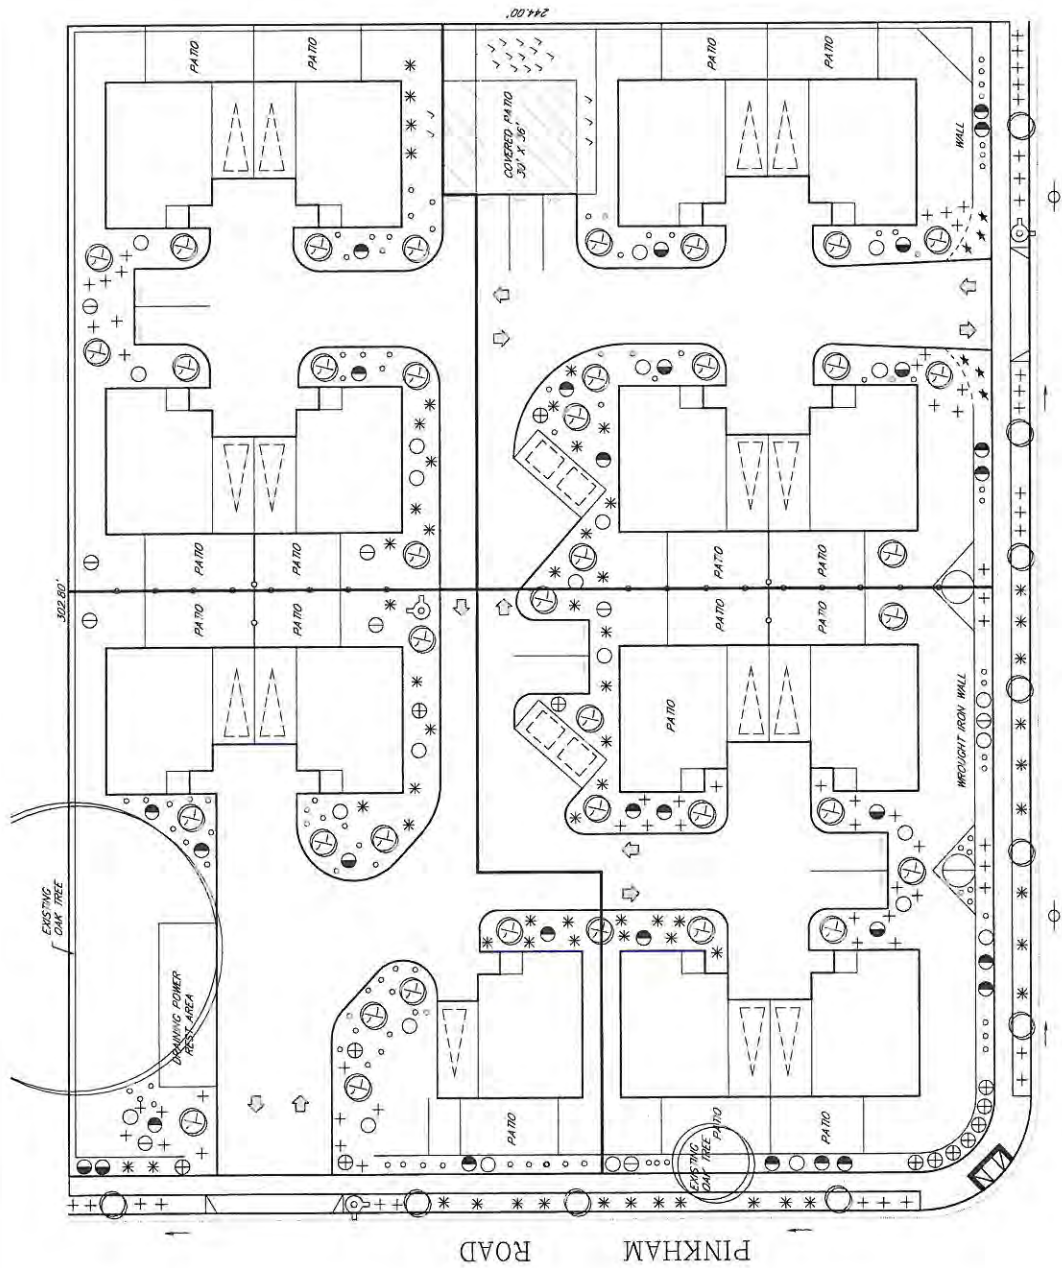 244.00'
PATIO
PATIO
PATIO
PATIO
COVERED PATIO
30' X 36'
WALL
PATIO
PATIO
PATIO
PATIO
302.80'
PATIO
PATIO
PATIO
PATIO
PATIO
WROUGHT IRON WALL
EXISTING
OAK TREE
DRAINING POWER
REST AREA
PATIO
PATIO
PATIO
EXISTING
OAK TREE
PINKHAM
ROAD